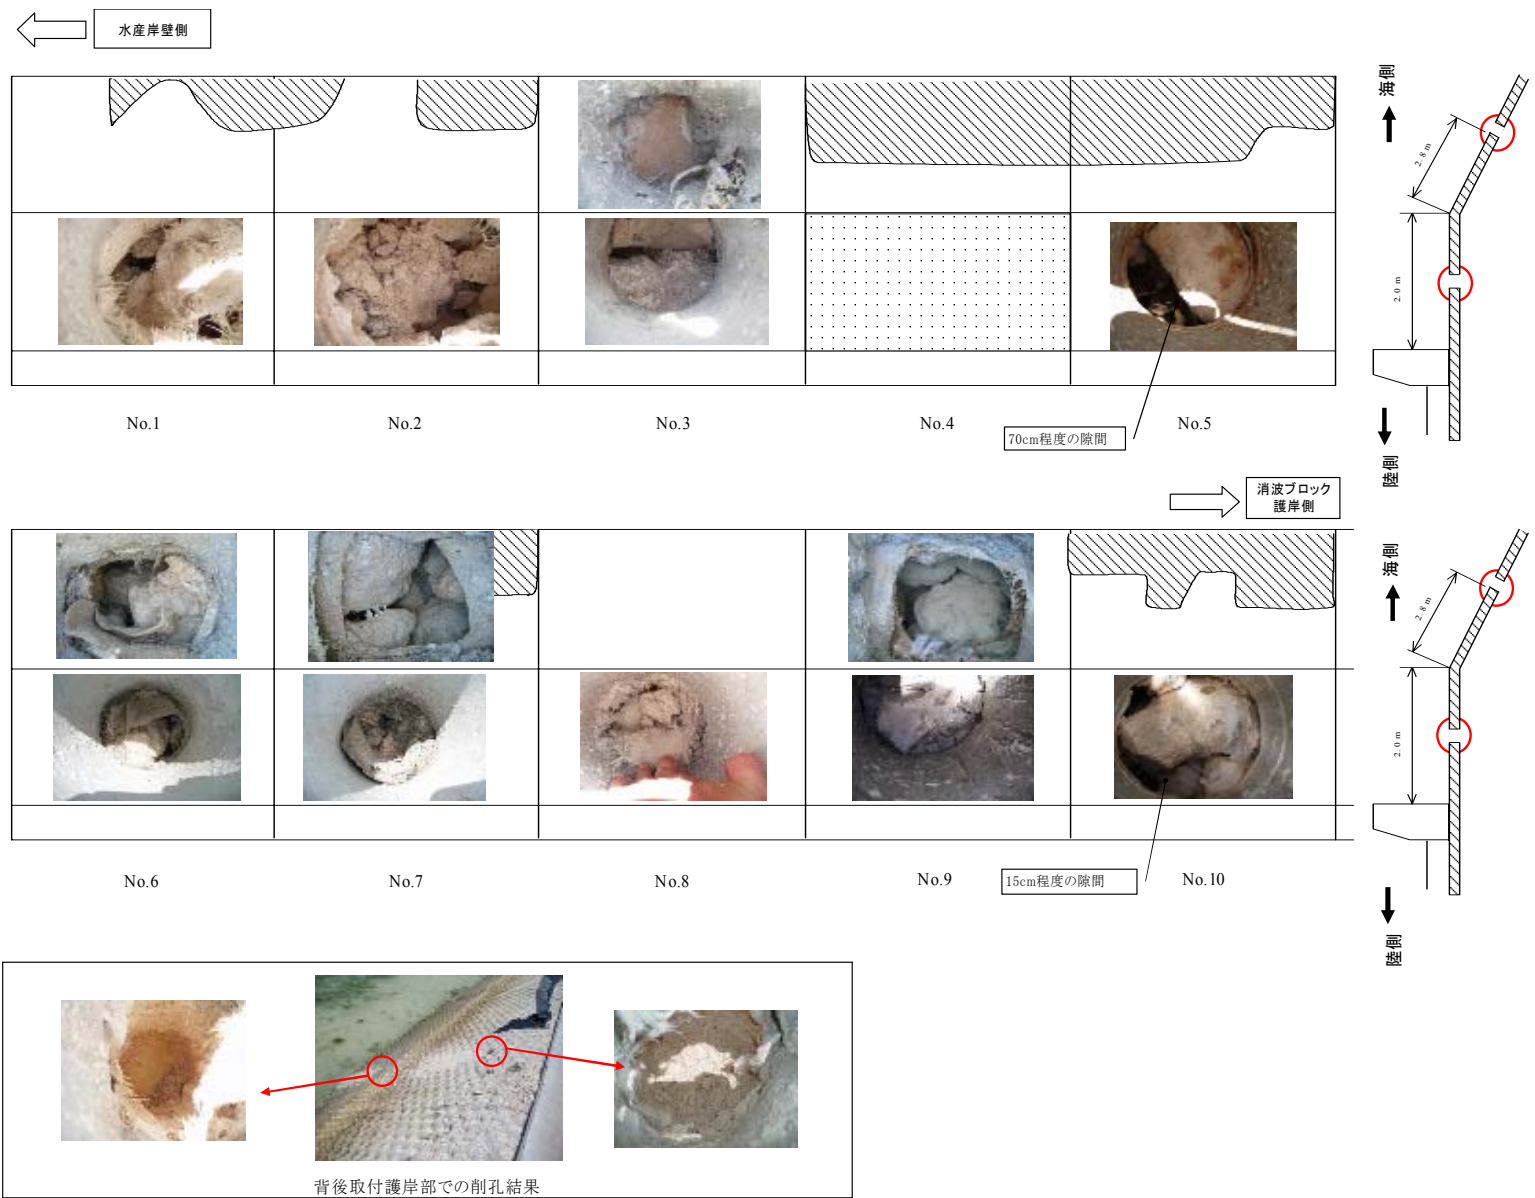 水産岸壁側
海側
2.8m
2.0m
No.1
No.2
No.3
No.4
No.5
70cm程度の隙間
陸側
消波ブロック
護岸側
海側
2.8m
2.0m
No.6
No.7
No.8
No.9
15cm程度の隙間
No.10
陸側
背後取付護岸部での削孔結果